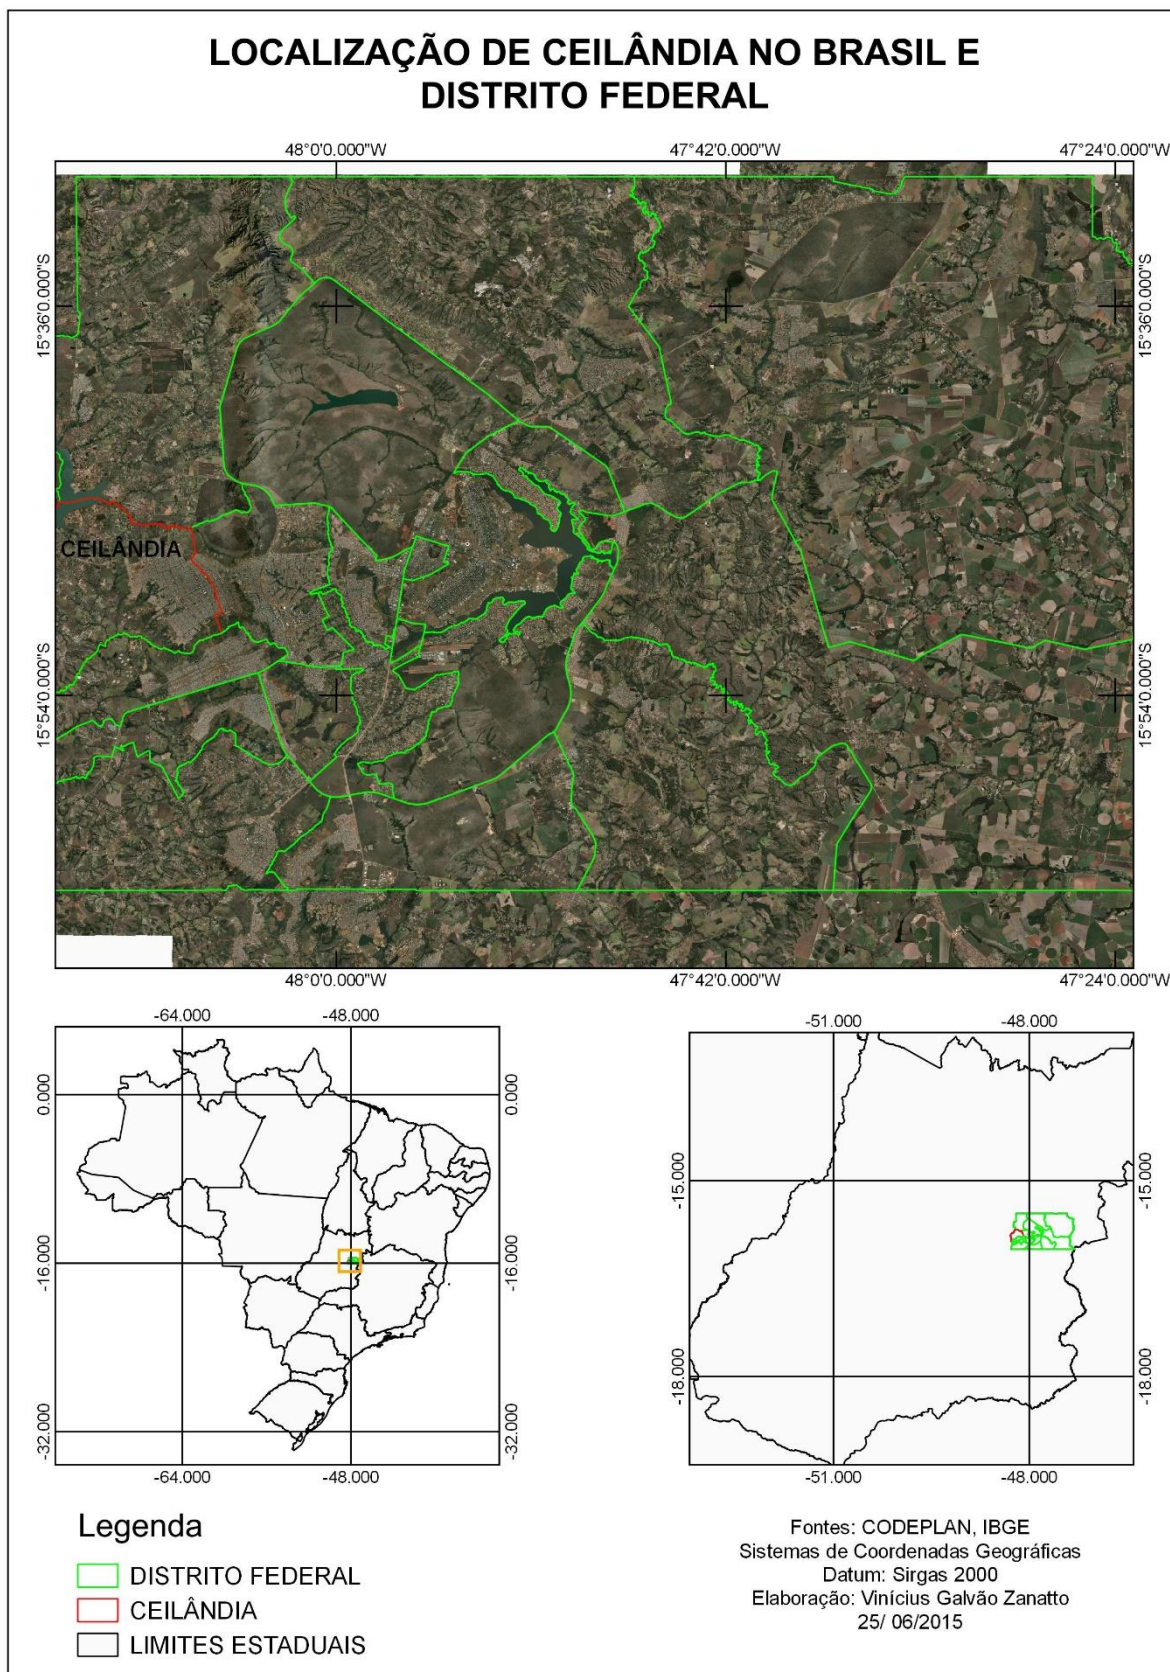 LOCALIZAÇÃO DE CEILÂNDIA NO BRASIL E
DISTRITO FEDERAL
48°0'0.000"W 47°42'0.000"W 47°24'0.000"W
15°36'0.000"S 15°36'0.000"S
CEILÂNDIA
15°54'0.000"S 15°54'0.000"S
48°0'0.000"W 47°42'0.000"W 47°24'0.000"W
-64.000 -48.000
0.000 0.000
-16.000 -16.000
-32.000 -32.000
-64.000 -48.000
-51.000 -48.000
-15.000 -15.000
-18.000 -18.000
-51.000 -48.000
Legenda
DISTRITO FEDERAL
CEILÂNDIA
LIMITES ESTADUAIS
Fontes: CODEPLAN, IBGE
Sistemas de Coordenadas Geográficas
Datum: Sirgas 2000
Elaboração: Vinícius Galvão Zanatto
25/ 06/2015